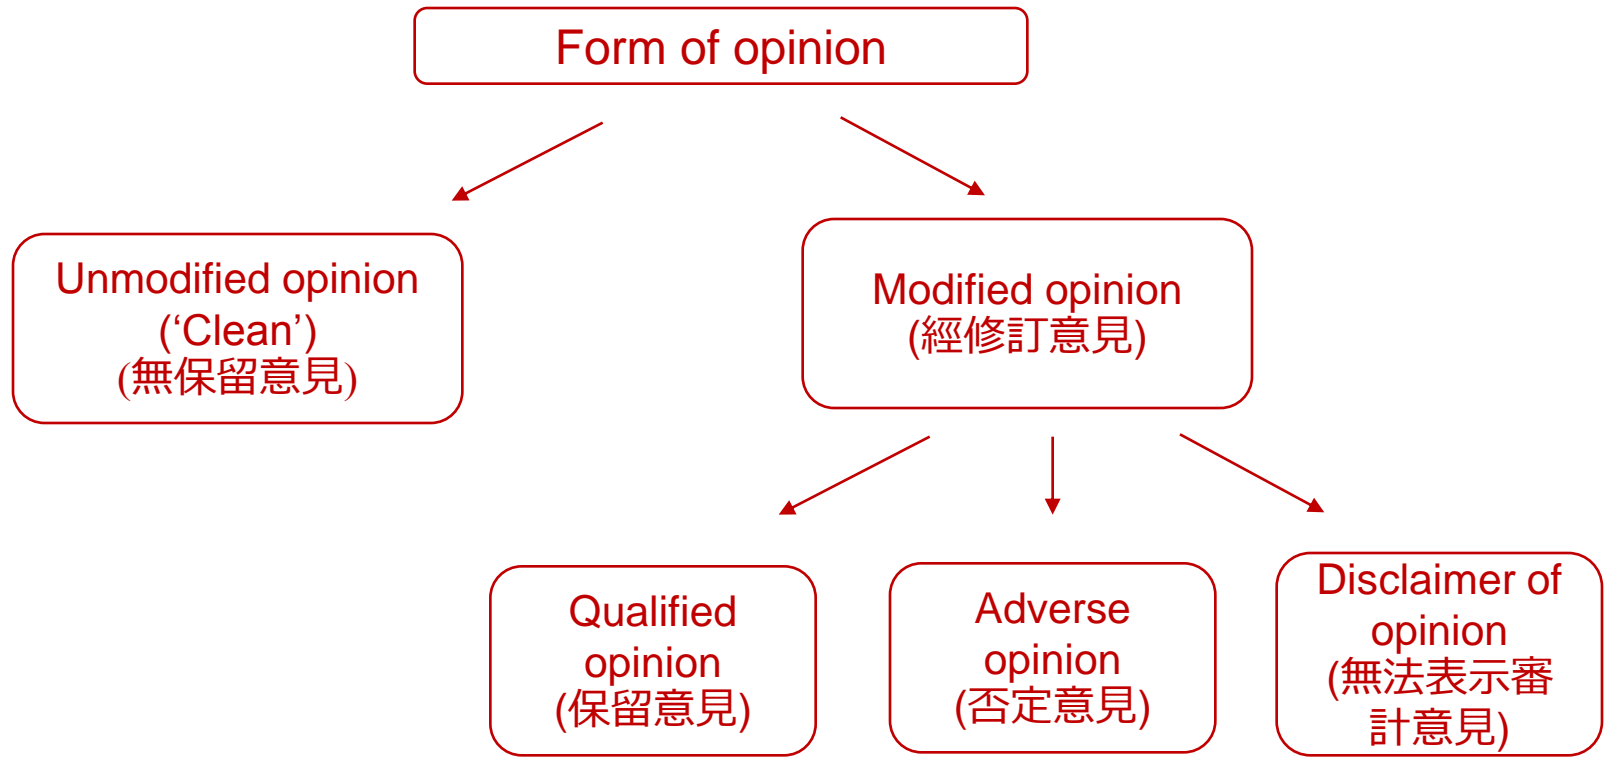 Form of opinion
Unmodified opinion
(‘Clean’)
(無保留意見)
Modified opinion
(經修訂意見)
Qualified
opinion
(保留意見)
Adverse
opinion
(否定意見)
Disclaimer of
opinion
(無法表示審
計意見)